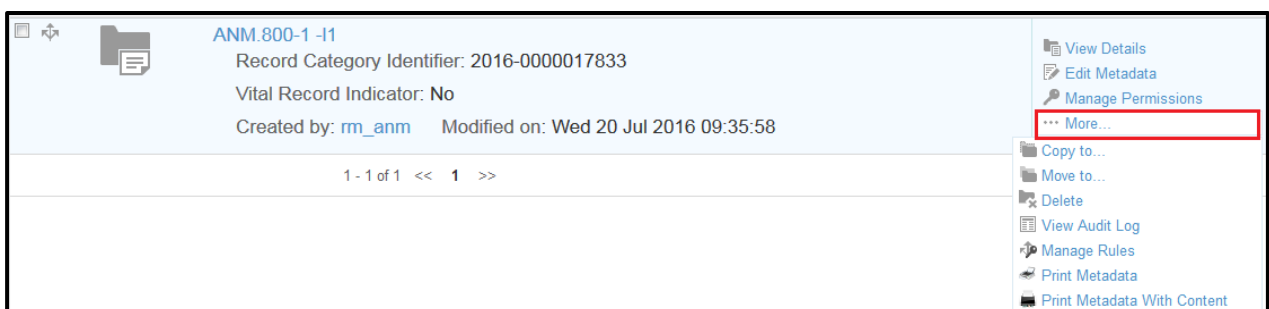 ANM.800-1 -I1
Record Category Identifier: 2016-0000017833
Vital Record Indicator: No
Created by: rm_anm Modified on: Wed 20 Jul 2016 09:35:58
1 - 1 of 1 << 1 >>
View Details
Edit Metadata
Manage Permissions
··· More...
Copy to...
Move to...
Delete
View Audit Log
Manage Rules
Print Metadata
Print Metadata With Content